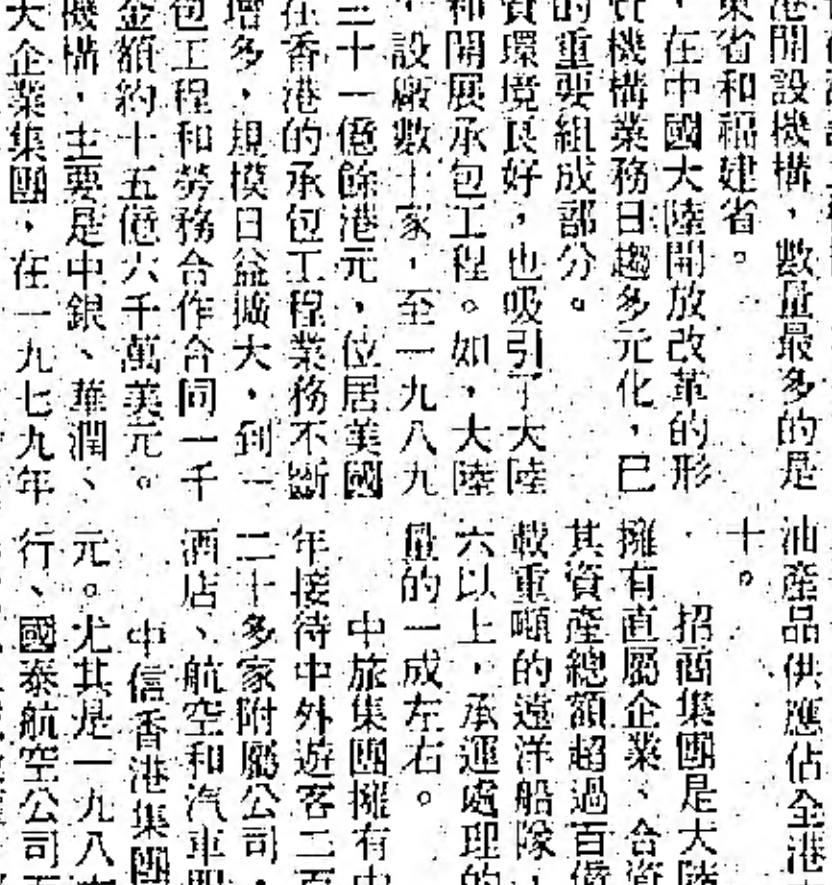 港開設機構，數量最多的是
東省和福建省。
，在中國大陸開放改革的形
機構業務日趨多元化，已
的重要組成部分。
資環境良好，也吸引了大陸
和開展承包工程。如，大陸
，設廠數十家，至一九八九
三十一億餘港元，位居美國
在香港的承包工程業務不斷
增多，規模日益擴大，到一
包工程和勞務合作合同一千
金額約十五億六千萬美元。
機構，主要是中銀、華潤、
大企業集團，在一九七九年
油產品供應佔全港
十。
招商集團是大陸
擁有直屬企業、合資
其資產總額超過百億
載重噸的遠洋船隊，
六以上，承運處理的
量的一成左右。
中旅集團擁有中
年接待中外遊客二百
二十多家附屬公司，
酒店、航空和汽車
中信香港集團
元。尤其是一九八
行、國泰航空公司